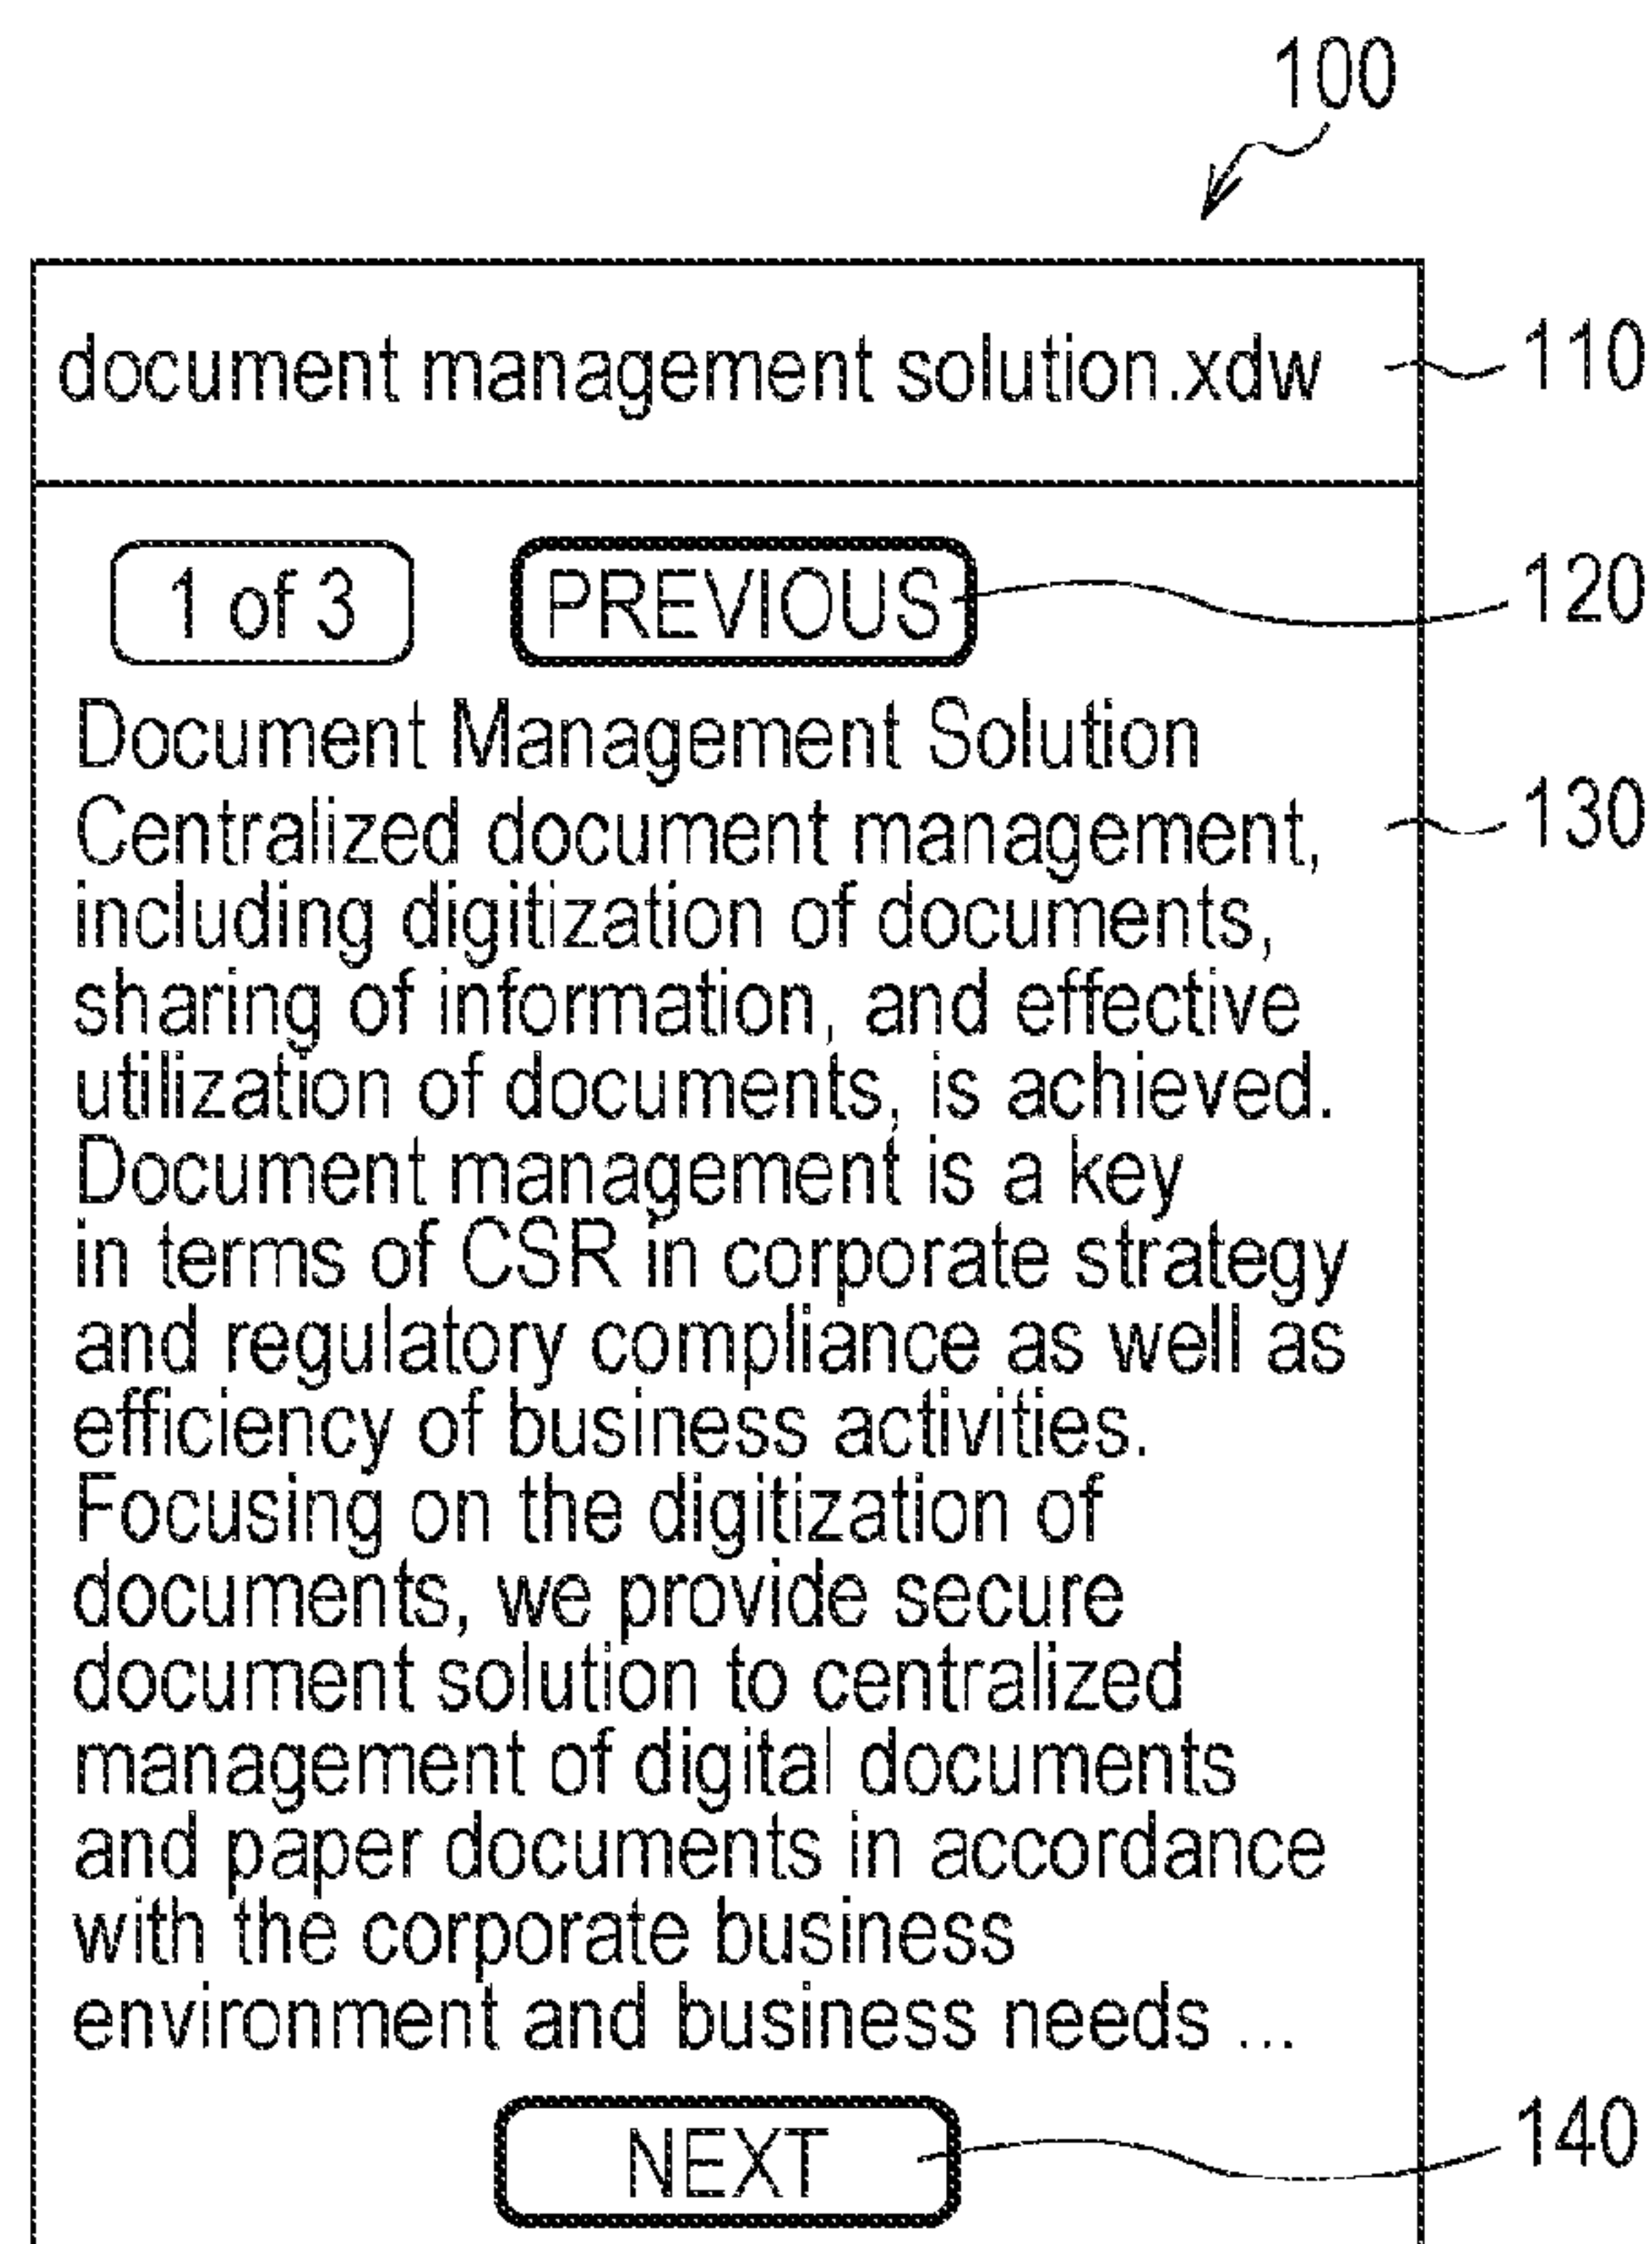 100
document management solution.xdw 110
1 of 3 PREVIOUS 120
Document Management Solution
Centralized document management, 130
including digitization of documents,
sharing of information, and effective
utilization of documents, is achieved.
Document management is a key
in terms of CSR in corporate strategy
and regulatory compliance as well as
efficiency of business activities.
Focusing on the digitization of
documents, we provide secure
document solution to centralized
management of digital documents
and paper documents in accordance
with the corporate business
environment and business needs ...
NEXT 140